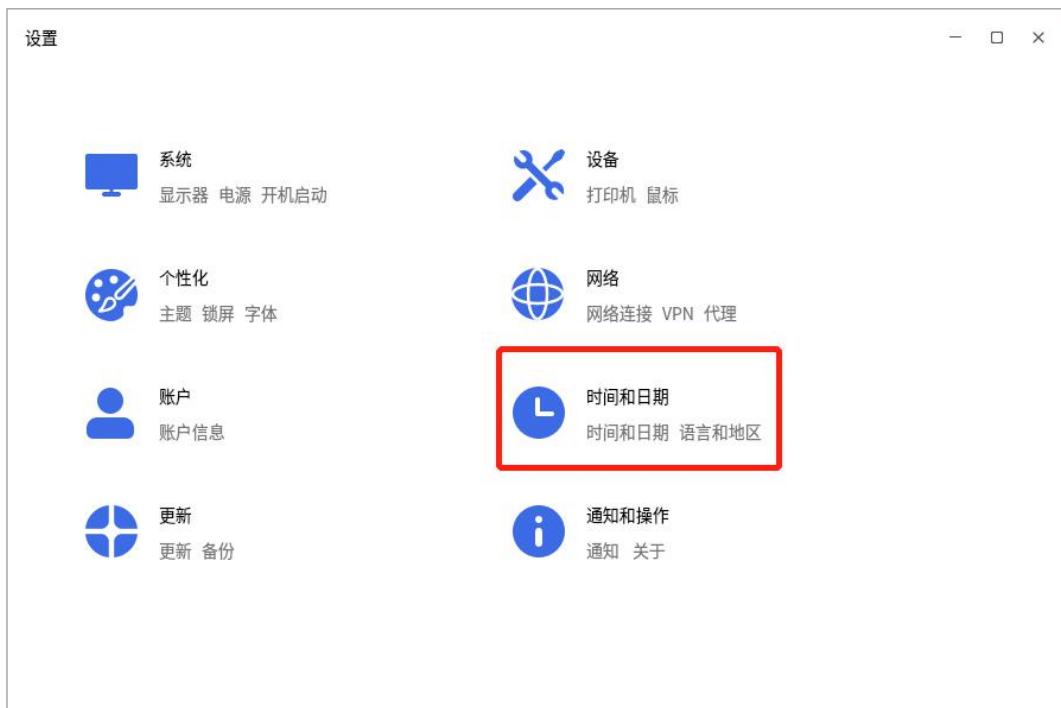 设置
系统
显示器 电源 开机启动
设备
打印机 鼠标
个性化
主题 锁屏 字体
网络
网络连接 VPN 代理
账户
账户信息
时间和日期
时间和日期 语言和地区
更新
更新 备份
通知和操作
通知 关于